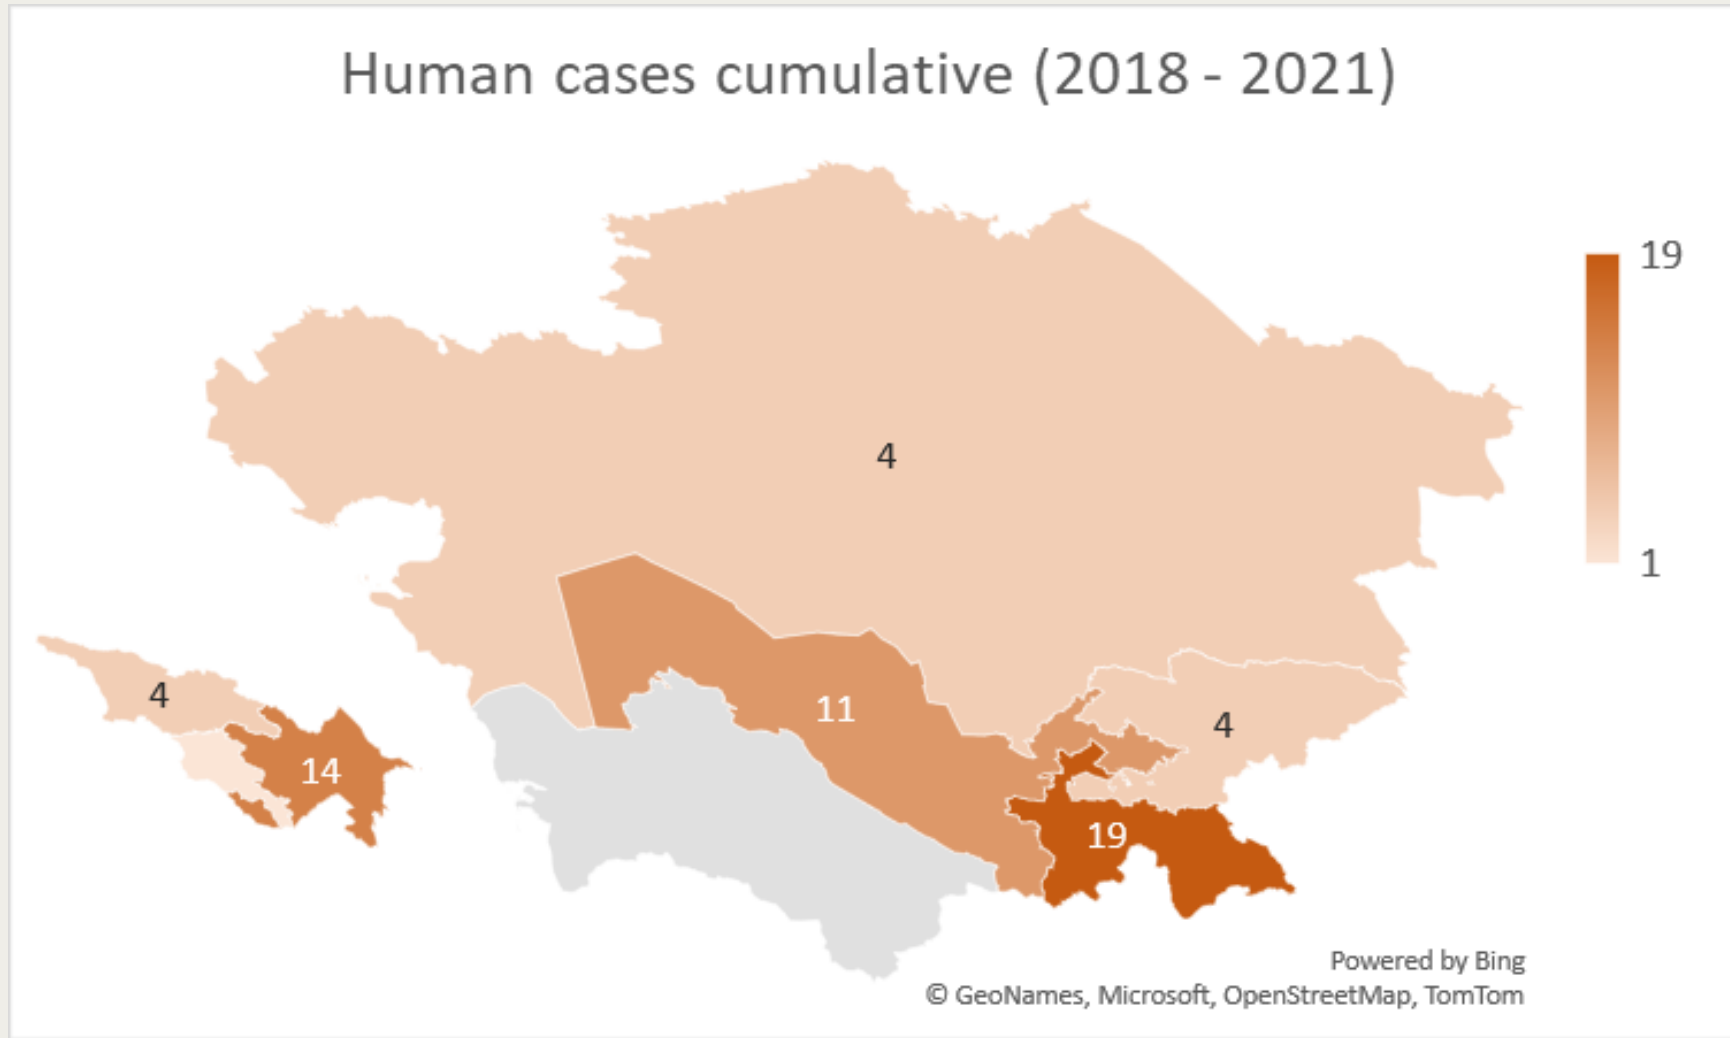 Human cases cumulative (2018 - 2021)
19
4
1
4
11
4
14
19
Powered by Bing
© GeoNames, Microsoft, OpenStreetMap, TomTom